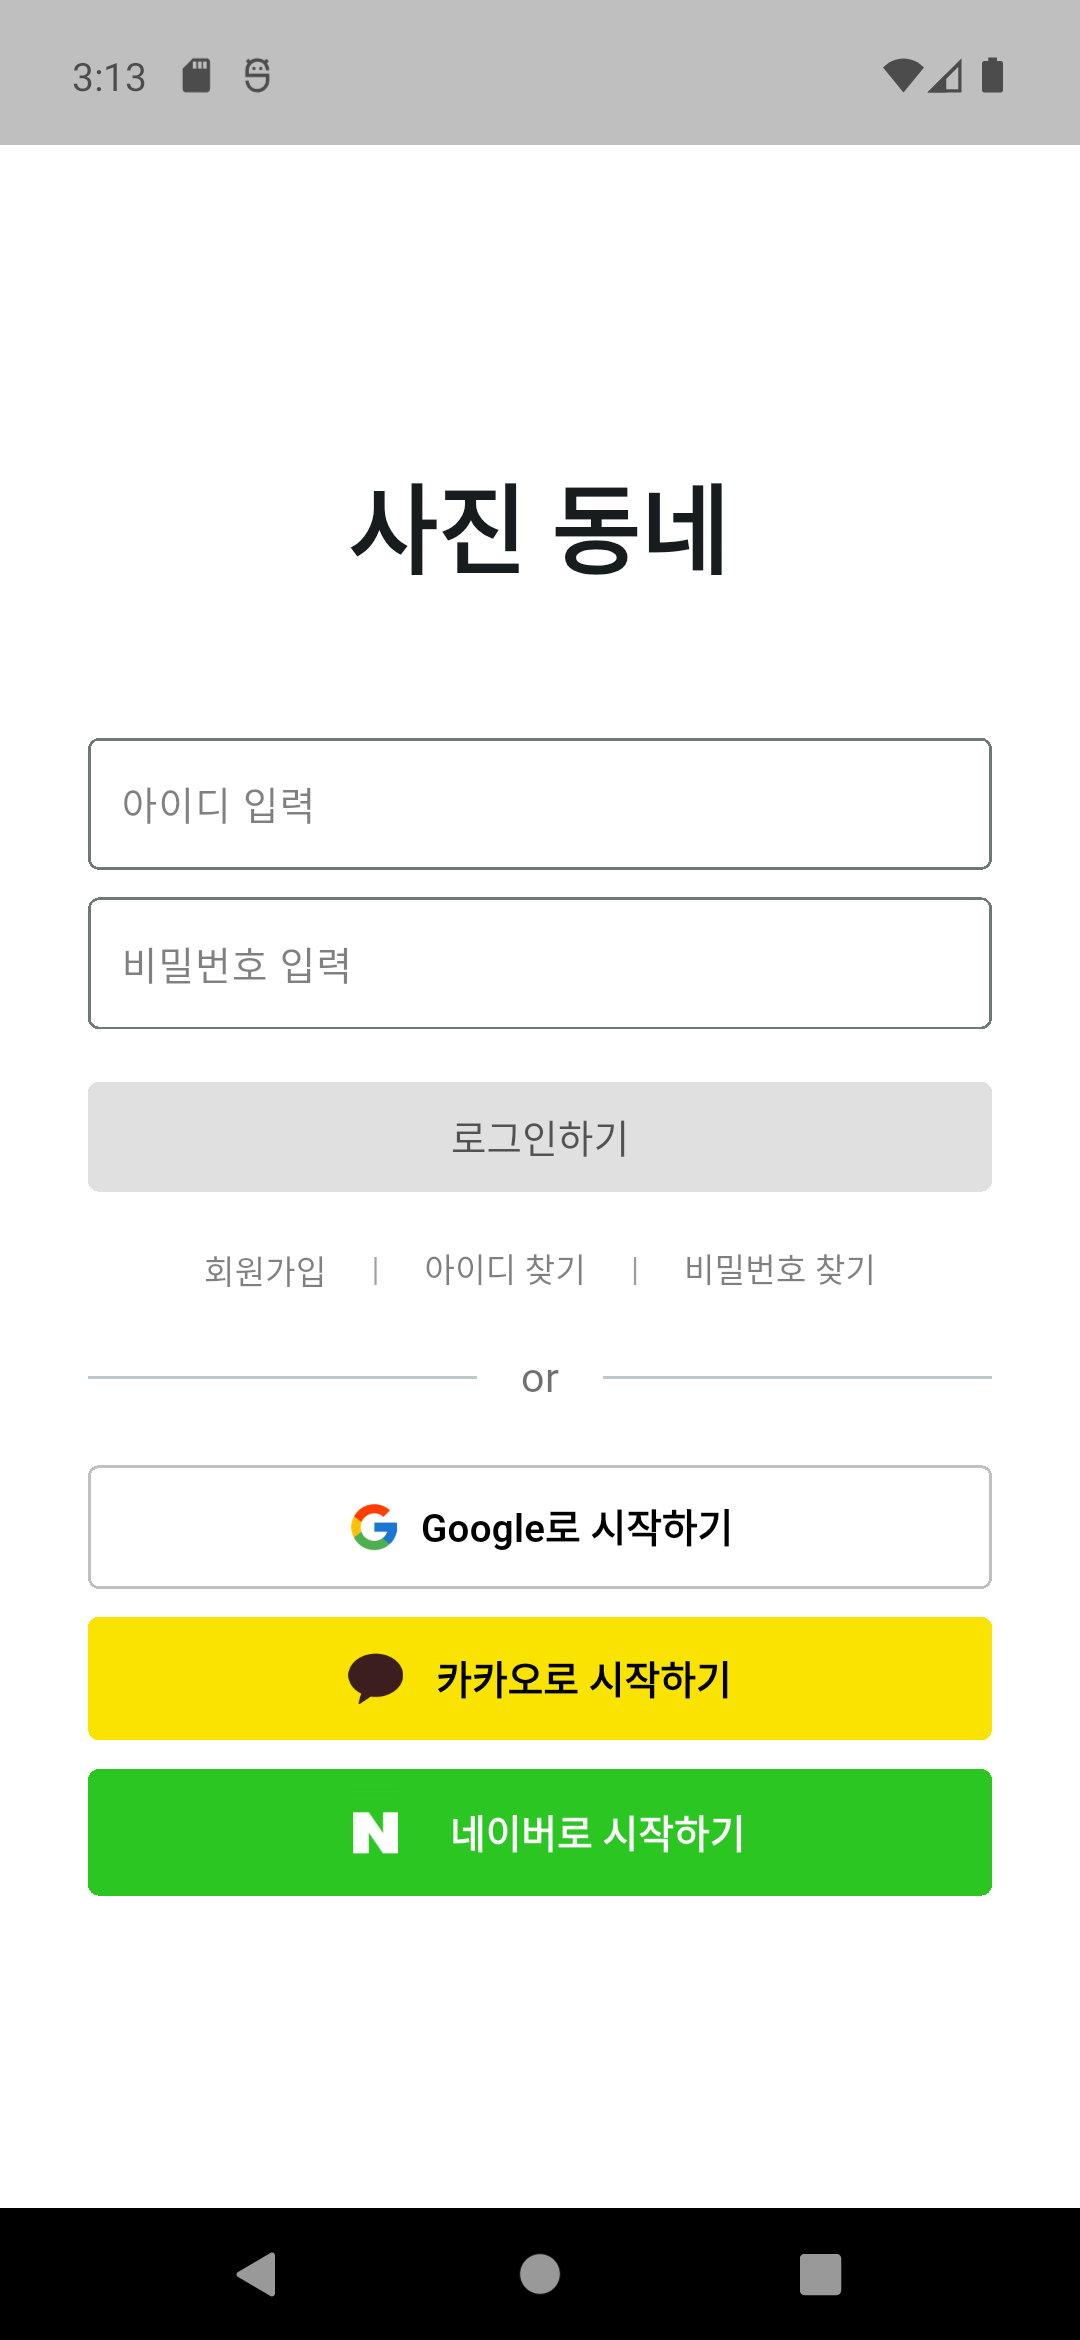 3:13
사진 동네
아이디 입력
비밀번호 입력
로그인하기
회원가입 | 아이디 찾기 | 비밀번호 찾기
or
Google로 시작하기
카카오로 시작하기
N 네이버로 시작하기